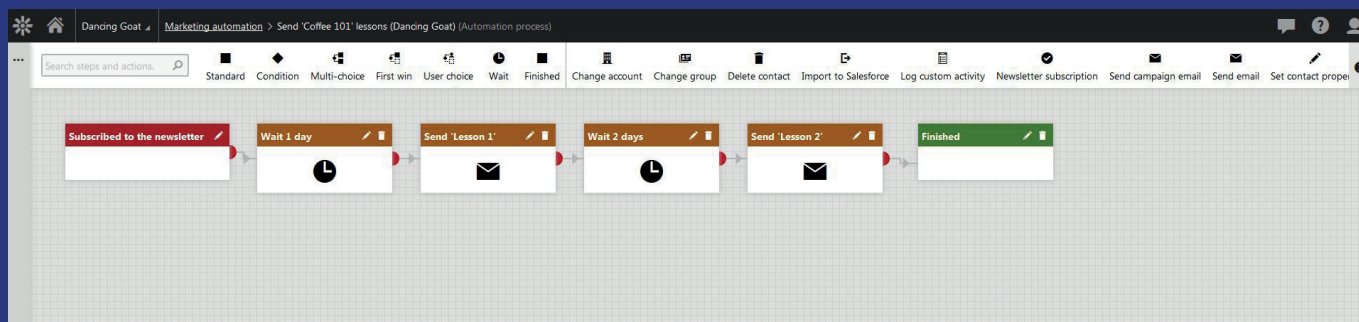 Dancing Goat Marketing automation > Send 'Coffee 101' lessons (Dancing Goat) (Automation process)
Search steps and actions.
Standard Condition Multi-choice First win User choice Wait Finished Change account Change group Delete contact Import to Salesforce Log custom activity Newsletter subscription Send campaign email Send email Set contact proper
Subscribed to the newsletter Wait 1 day Send 'Lesson 1' Wait 2 days Send 'Lesson 2' Finished